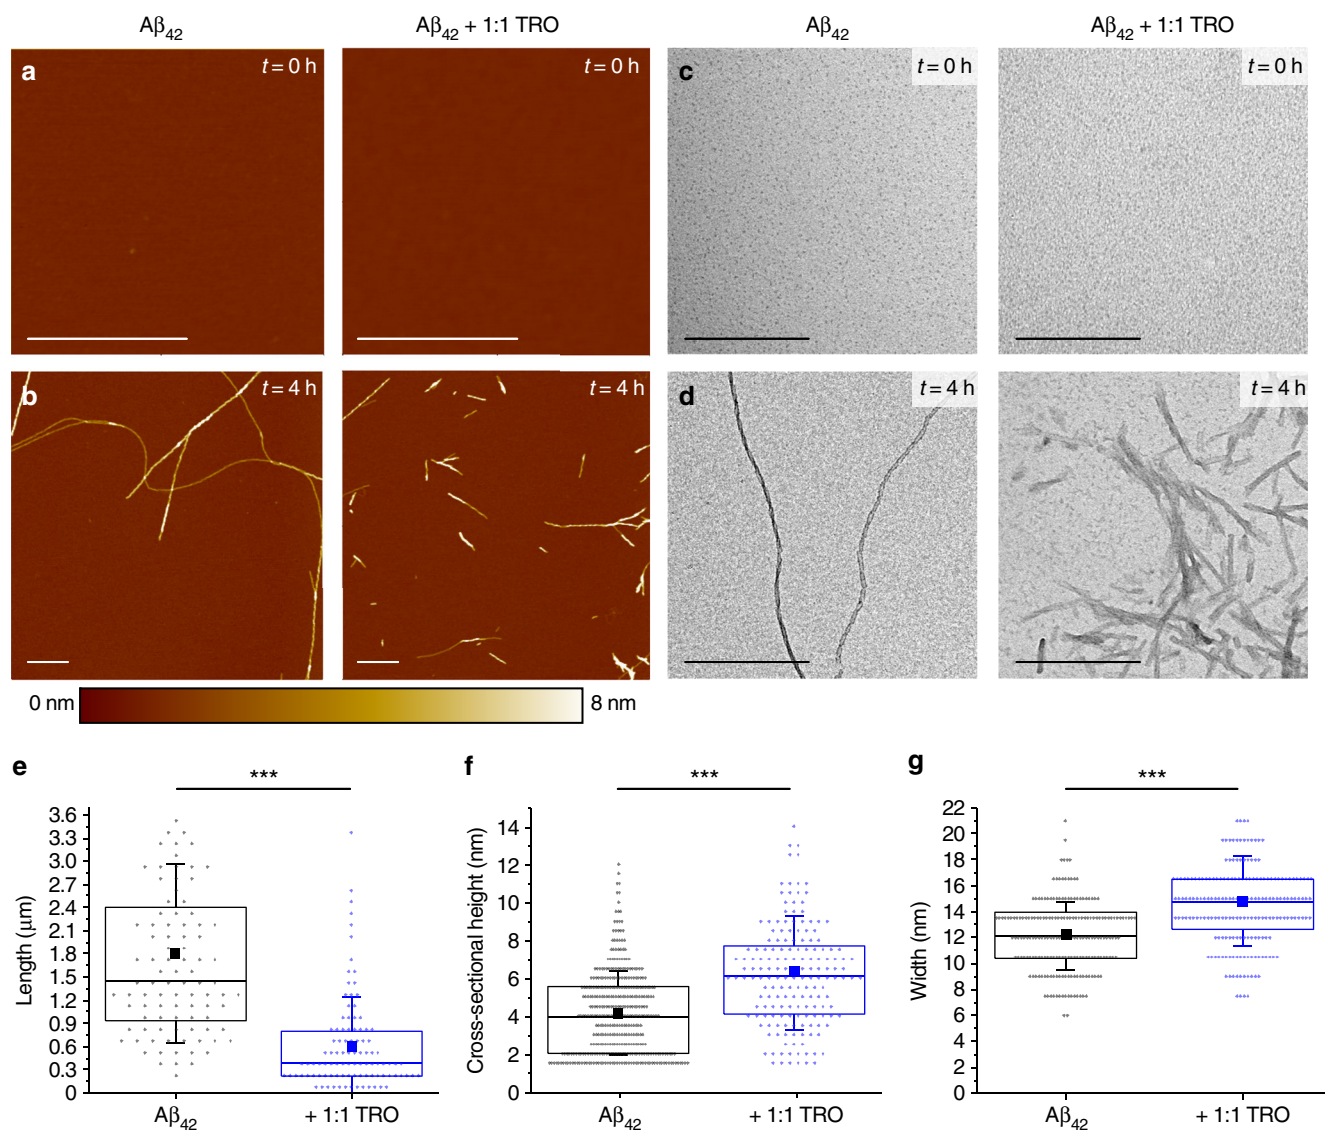 Aβ42 Aβ42 + 1:1 TRO Aβ42 Aβ42 + 1:1 TRO
a t = 0 h t = 0 h c t = 0 h t = 0 h
b t = 4 h t = 4 h d t = 4 h t = 4 h
0 nm 8 nm
e
***
Length (μm)
3.6
3.3
3.0
2.7
2.4
2.1
1.8
1.5
1.2
0.9
0.6
0.3
0
Aβ42 + 1:1 TRO
f
***
Cross-sectional height (nm)
14
12
10
8
6
4
2
0
Aβ42 + 1:1 TRO
g
***
Width (nm)
22
20
18
16
14
12
10
8
6
4
2
0
Aβ42 + 1:1 TRO